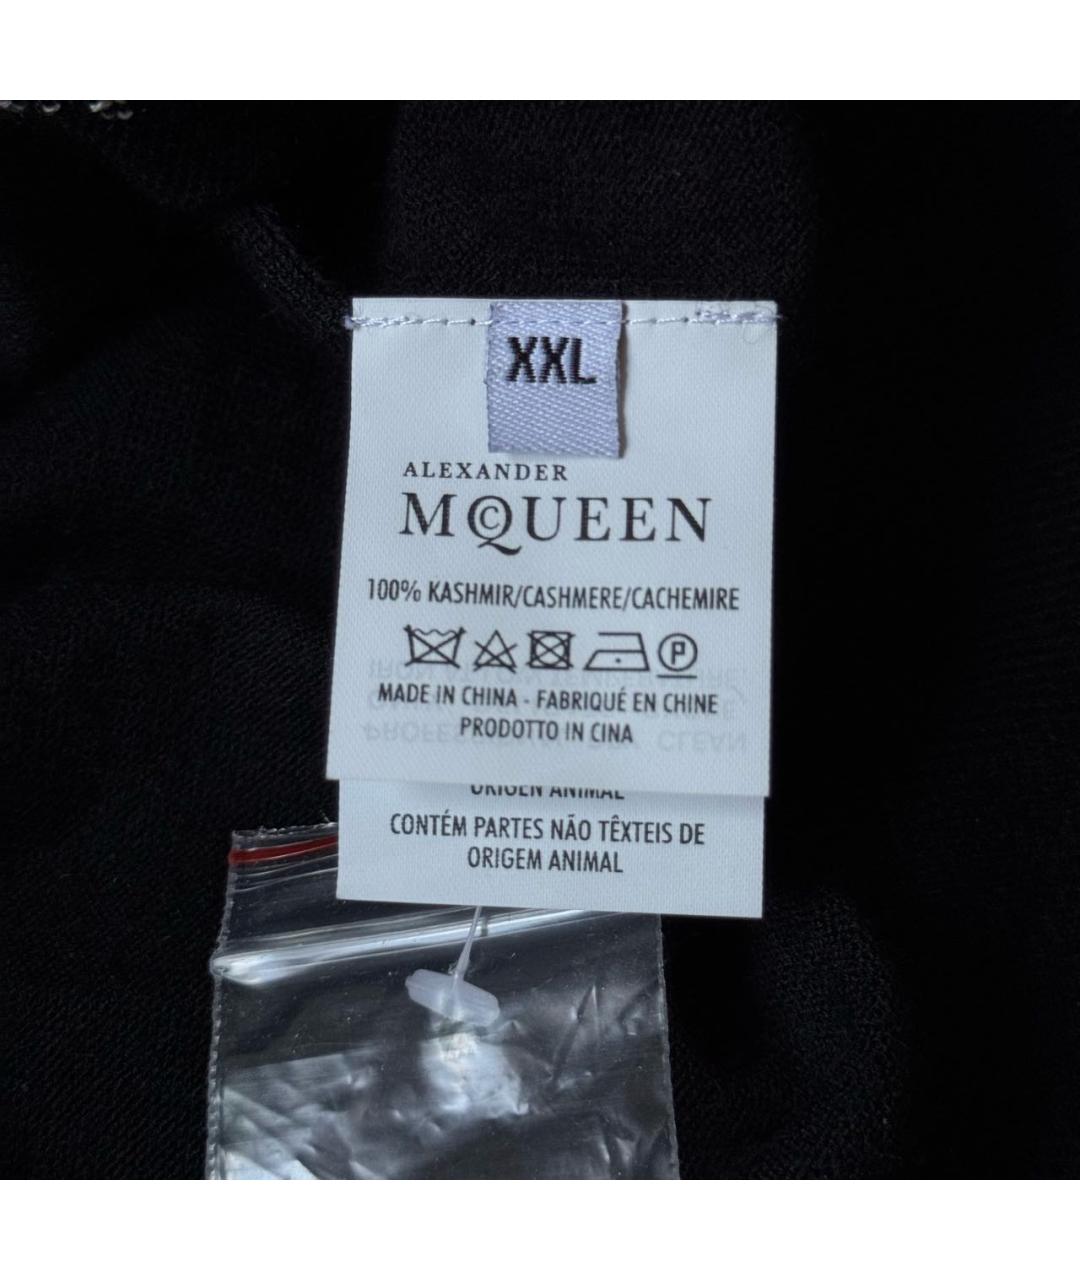 XXL
ALEXANDER
McQUEEN
100% KASHMIR/CASHMERE/CACHEMIRE
P
MADE IN CHINA - FABRIQUÉ EN CHINE
PRODOTTO IN CINA
ORIGEN ANIMAL
CONTÉM PARTES NÃO TÊXTEIS DE
ORIGEM ANIMAL